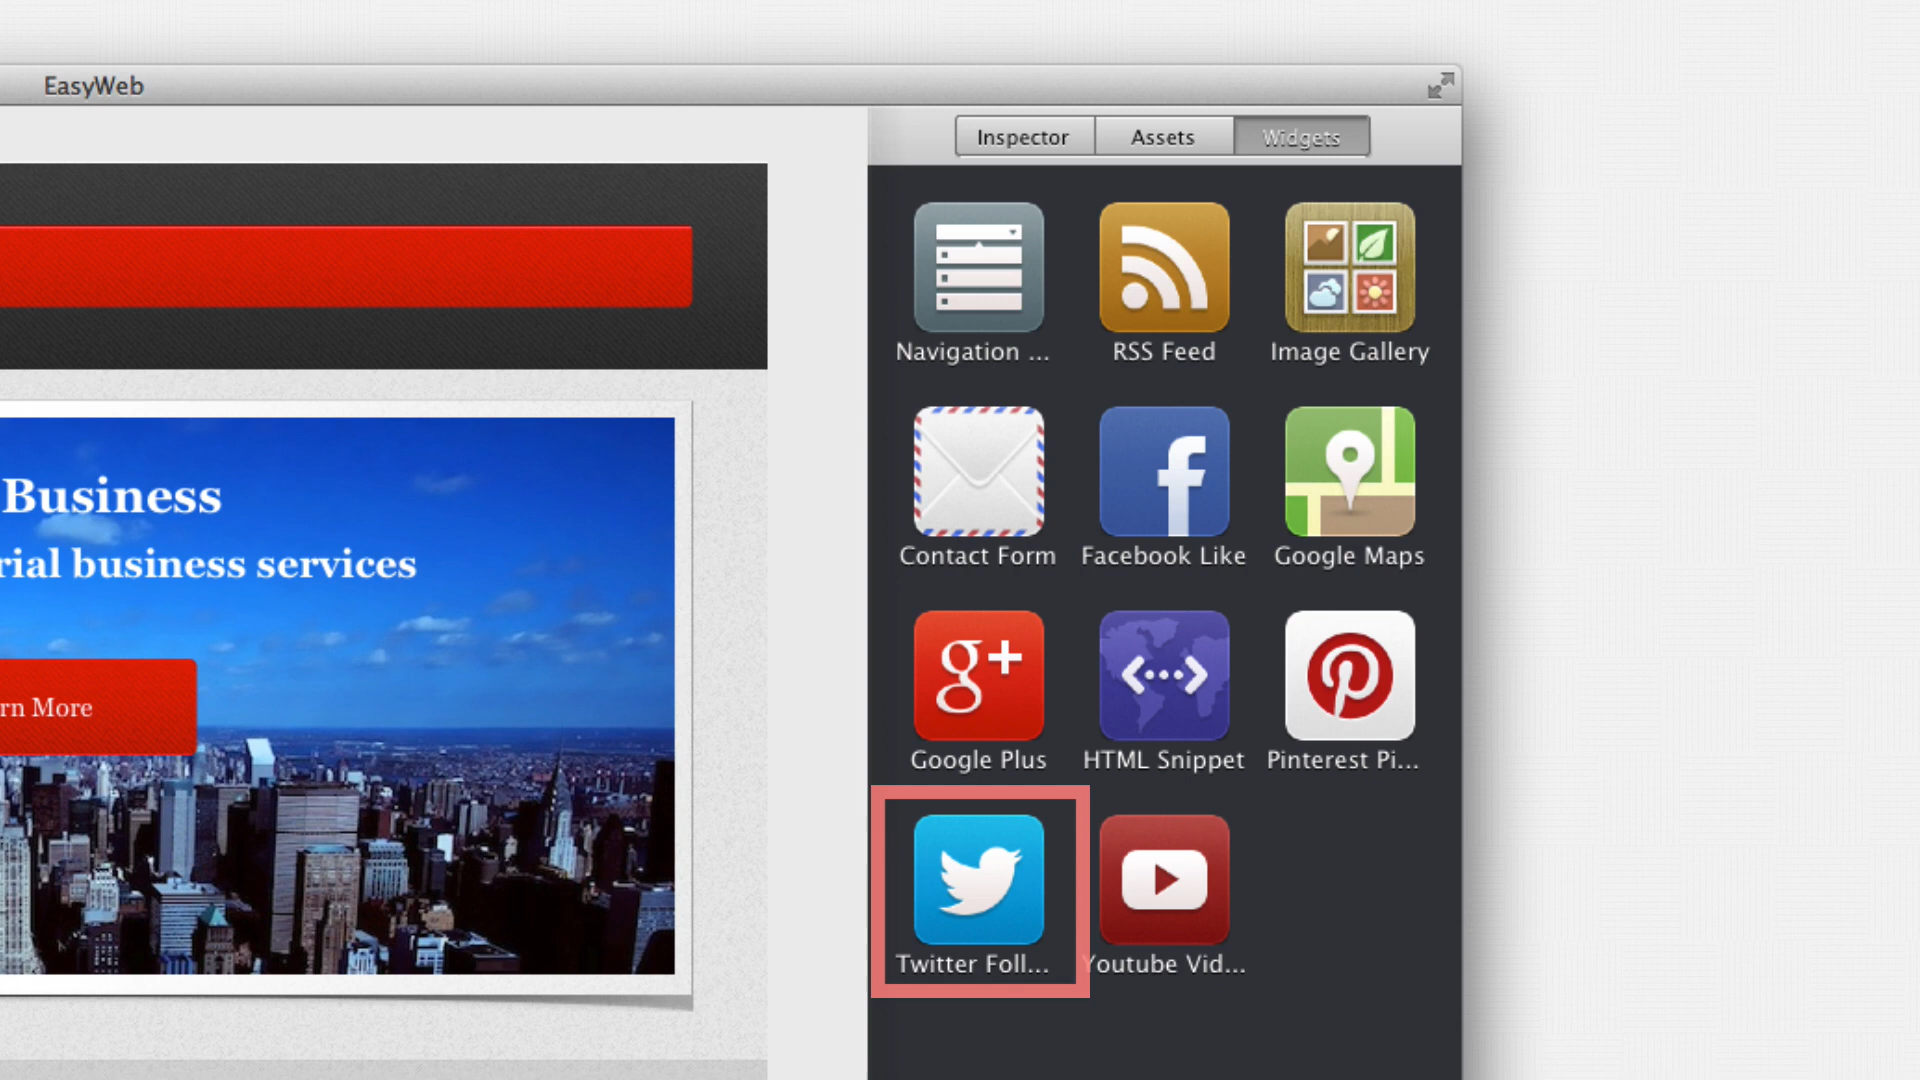 EasyWeb
Inspector
Assets
Widgets
Business
rial business services
rn More
Navigation ...
RSS Feed
Image Gallery
Contact Form
Facebook Like
Google Maps
g+
Google Plus
HTML Snippet
Pinterest Pi...
Twitter Foll...
Youtube Vid...